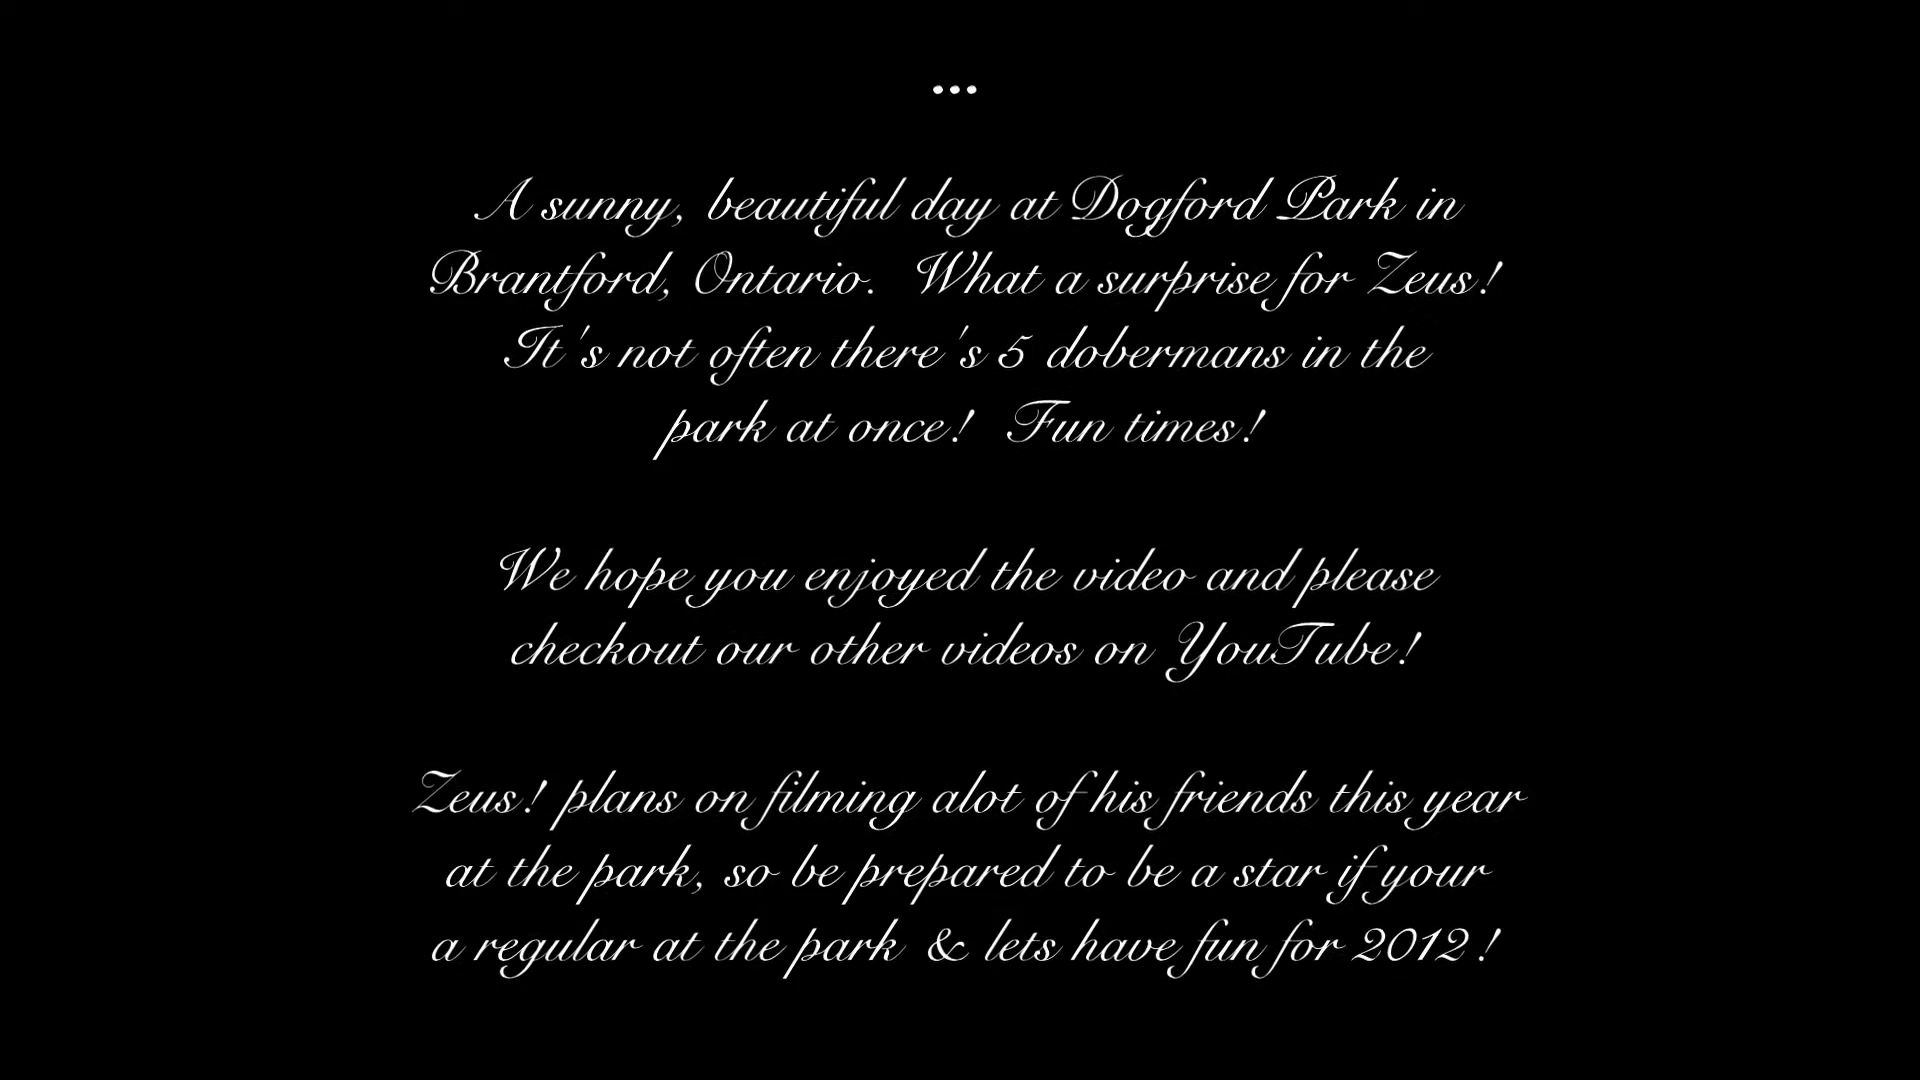 ...
A sunny, beautiful day at Dogford Park in
Brantford, Ontario.  What a surprise for Zeus!
It's not often there's 5 dobermans in the
park at once!  Fun times!
We hope you enjoyed the video and please
checkout our other videos on YouTube!
Zeus! plans on filming alot of his friends this year
at the park, so be prepared to be a star if your
a regular at the park & lets have fun for 2012!